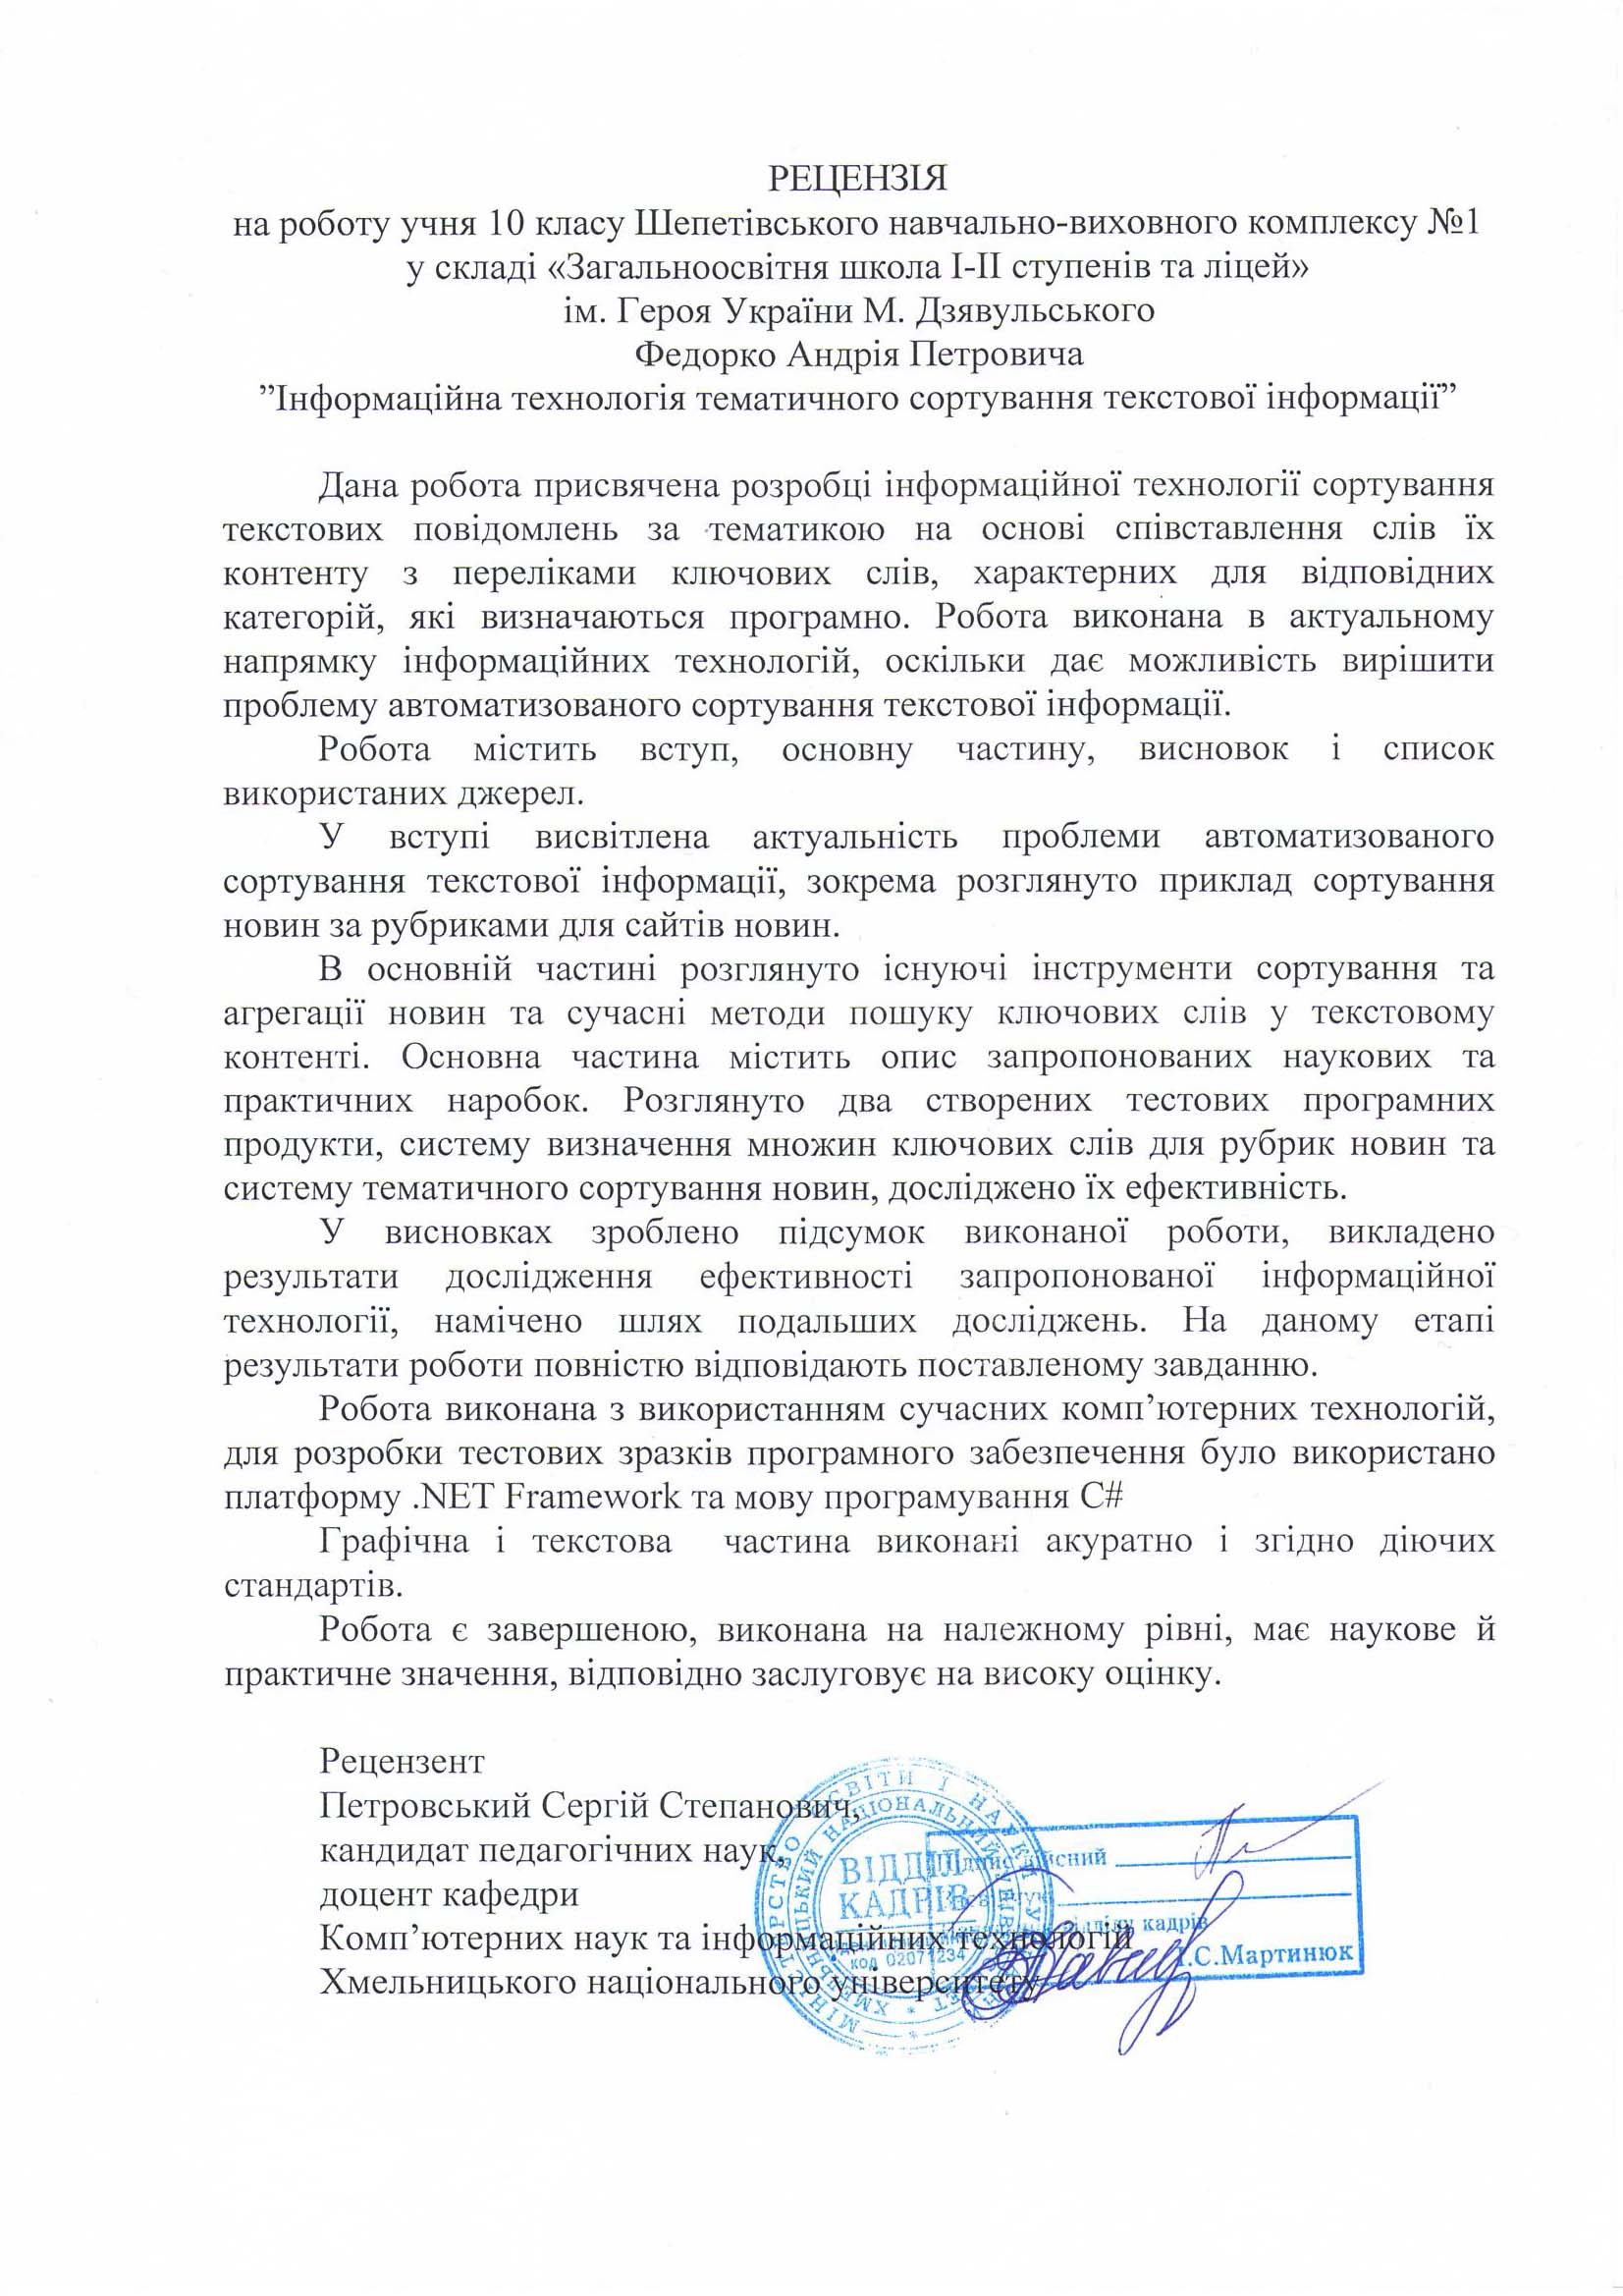 РЕЦЕНЗІЯ
на роботу учня 10 класу Шепетівського навчально-виховного комплексу №1
у складі «Загальноосвітня школа I-II ступенів та ліцей»
ім. Героя України М. Дзявульського
Федорко Андрія Петровича
”Інформаційна технологія тематичного сортування текстової інформації”
Дана робота присвячена розробці інформаційної технології сортування
текстових повідомлень за тематикою на основі співставлення слів їх
контенту з переліками ключових слів, характерних для відповідних
категорій, які визначаються програмно. Робота виконана в актуальному
напрямку інформаційних технологій, оскільки дає можливість вирішити
проблему автоматизованого сортування текстової інформації.
Робота містить вступ, основну частину, висновок і список
використаних джерел.
У вступі висвітлена актуальність проблеми автоматизованого
сортування текстової інформації, зокрема розглянуто приклад сортування
новин за рубриками для сайтів новин.
В основній частині розглянуто існуючі інструменти сортування та
агрегації новин та сучасні методи пошуку ключових слів у текстовому
контенті. Основна частина містить опис запропонованих наукових та
практичних наробок. Розглянуто два створених тестових програмних
продукти, систему визначення множин ключових слів для рубрик новин та
систему тематичного сортування новин, досліджено їх ефективність.
У висновках зроблено підсумок виконаної роботи, викладено
результати дослідження ефективності запропонованої інформаційної
технології, намічено шлях подальших досліджень. На даному етапі
результати роботи повністю відповідають поставленому завданню.
Робота виконана з використанням сучасних комп’ютерних технологій,
для розробки тестових зразків програмного забезпечення було використано
платформу .NET Framework та мову програмування C#
Графічна і текстова частина виконані акуратно і згідно діючих
стандартів.
Робота є завершеною, виконана на належному рівні, має наукове й
практичне значення, відповідно заслуговує на високу оцінку.
Рецензент
Петровський Сергій Степанович,
кандидат педагогічних наук,
доцент кафедри
Комп’ютерних наук та інформаційних технологій
Хмельницького національного університету
МІНІСТЕРСТВО ОСВІТИ І НАУКИ
ХМЕЛЬНИЦЬКИЙ НАЦІОНАЛЬНИЙ
ВІДДІЛ
КАДРІВ
код 02071234
відділу кадрів
С.Мартинюк